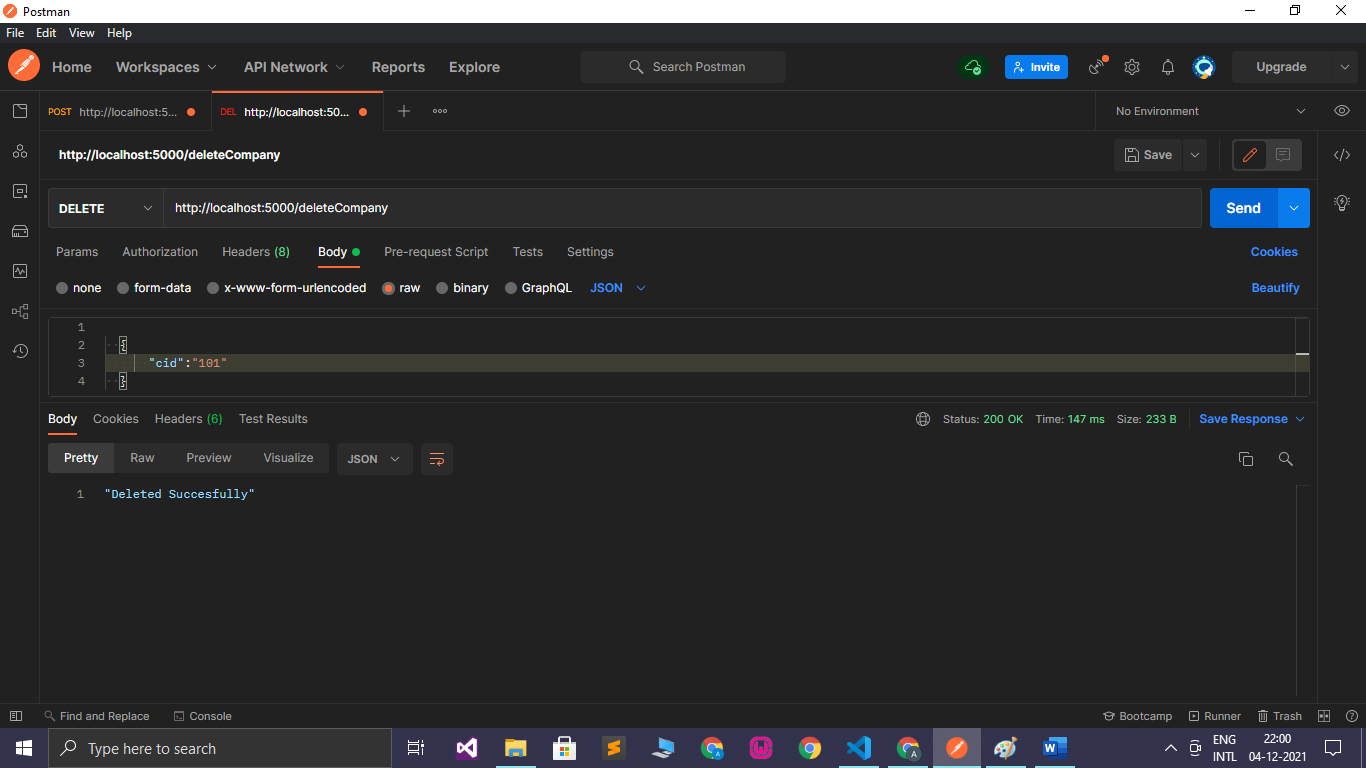 Postman
File Edit View Help
Home Workspaces API Network Reports Explore Search Postman Invite Upgrade
POST http://localhost:5... DEL http://localhost:50... No Environment
http://localhost:5000/deleteCompany Save
DELETE http://localhost:5000/deleteCompany Send
Params Authorization Headers (8) Body Pre-request Script Tests Settings Cookies
none form-data x-www-form-urlencoded raw binary GraphQL JSON Beautify
1
2 {
3 "cid":"101"
4 }
Body Cookies Headers (6) Test Results Status: 200 OK Time: 147 ms Size: 233 B Save Response
Pretty Raw Preview Visualize JSON
1 "Deleted Succesfully"
Find and Replace Console Bootcamp Runner Trash
Type here to search ENG 22:00
INTL 04-12-2021